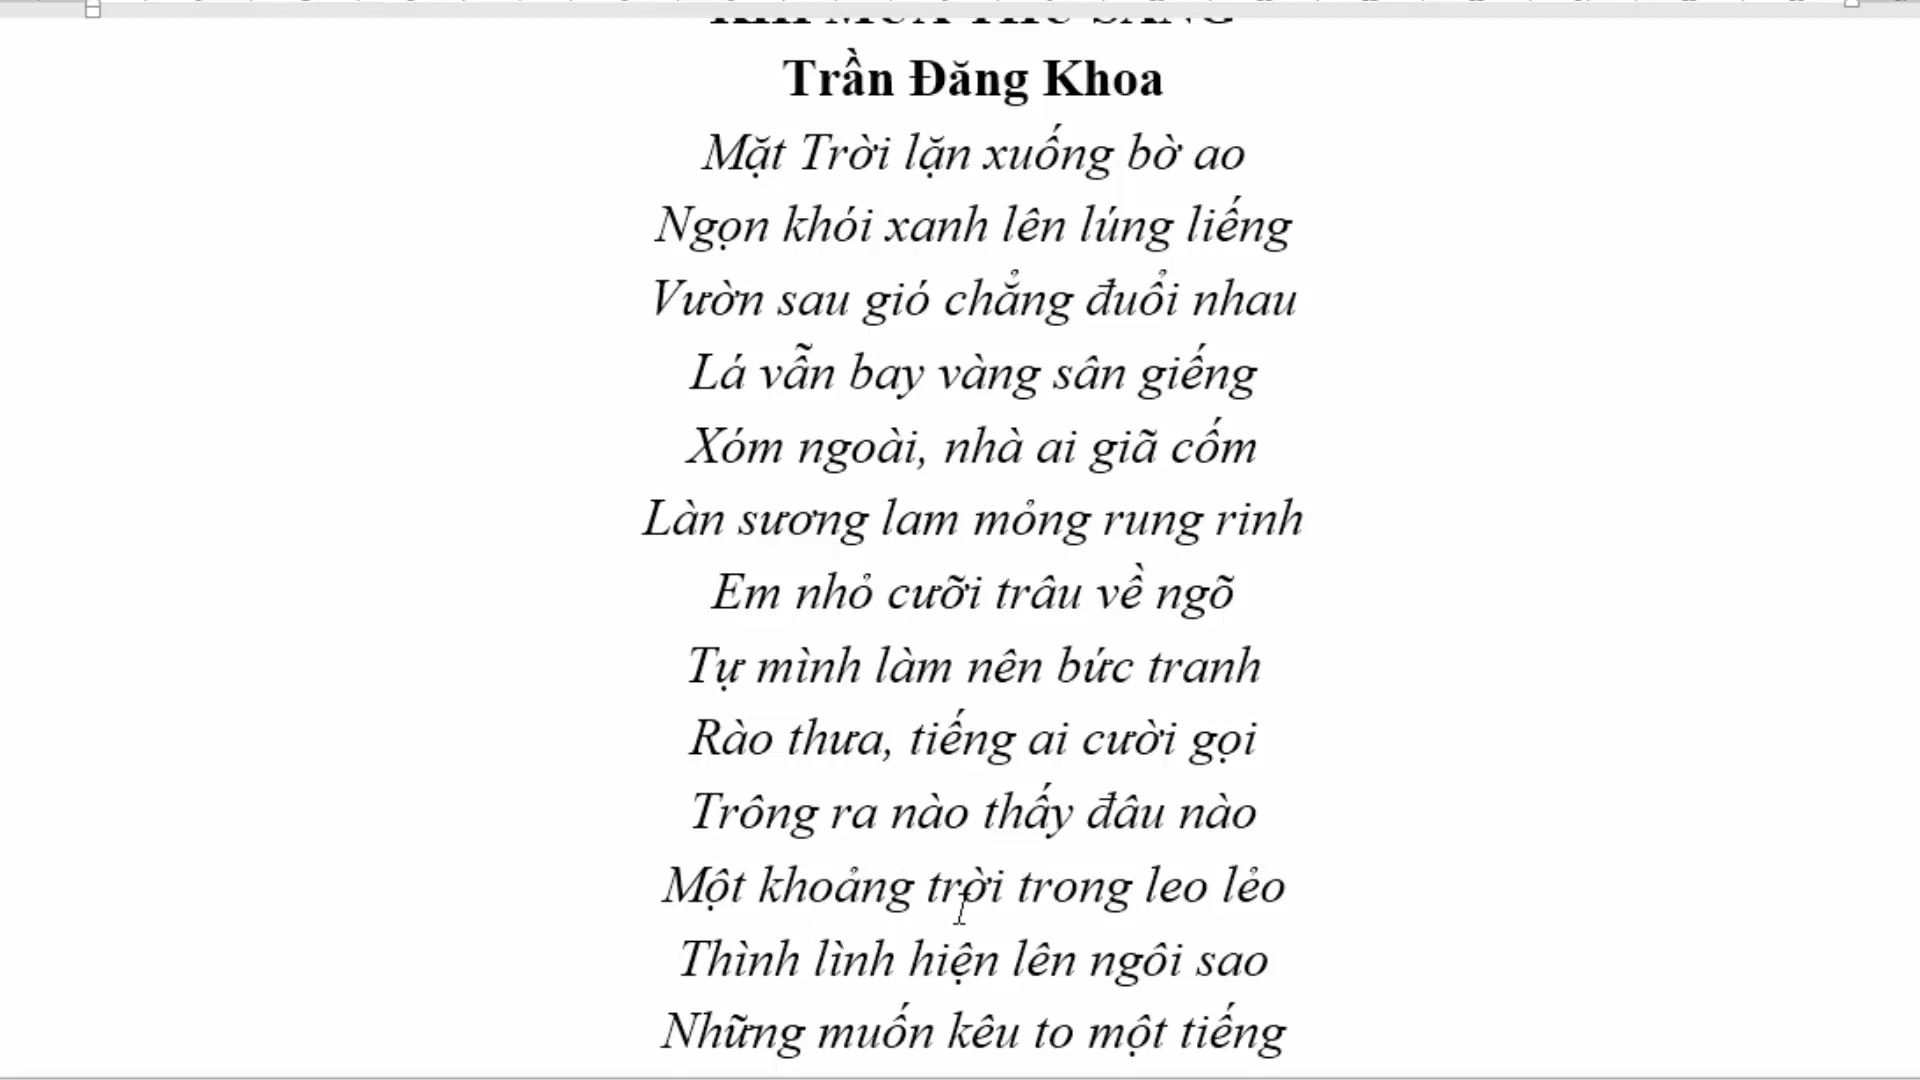 KHI MÙA THU SANG
Trần Đăng Khoa
Mặt Trời lặn xuống bờ ao
Ngọn khói xanh lên lúng liếng
Vườn sau gió chẳng đuổi nhau
Lá vẫn bay vàng sân giếng
Xóm ngoài, nhà ai giã cốm
Làn sương lam mỏng rung rinh
Em nhỏ cưỡi trâu về ngõ
Tự mình làm nên bức tranh
Rào thưa, tiếng ai cười gọi
Trông ra nào thấy đâu nào
Một khoảng trời trong leo lẻo
Thình lình hiện lên ngôi sao
Những muốn kêu to một tiếng